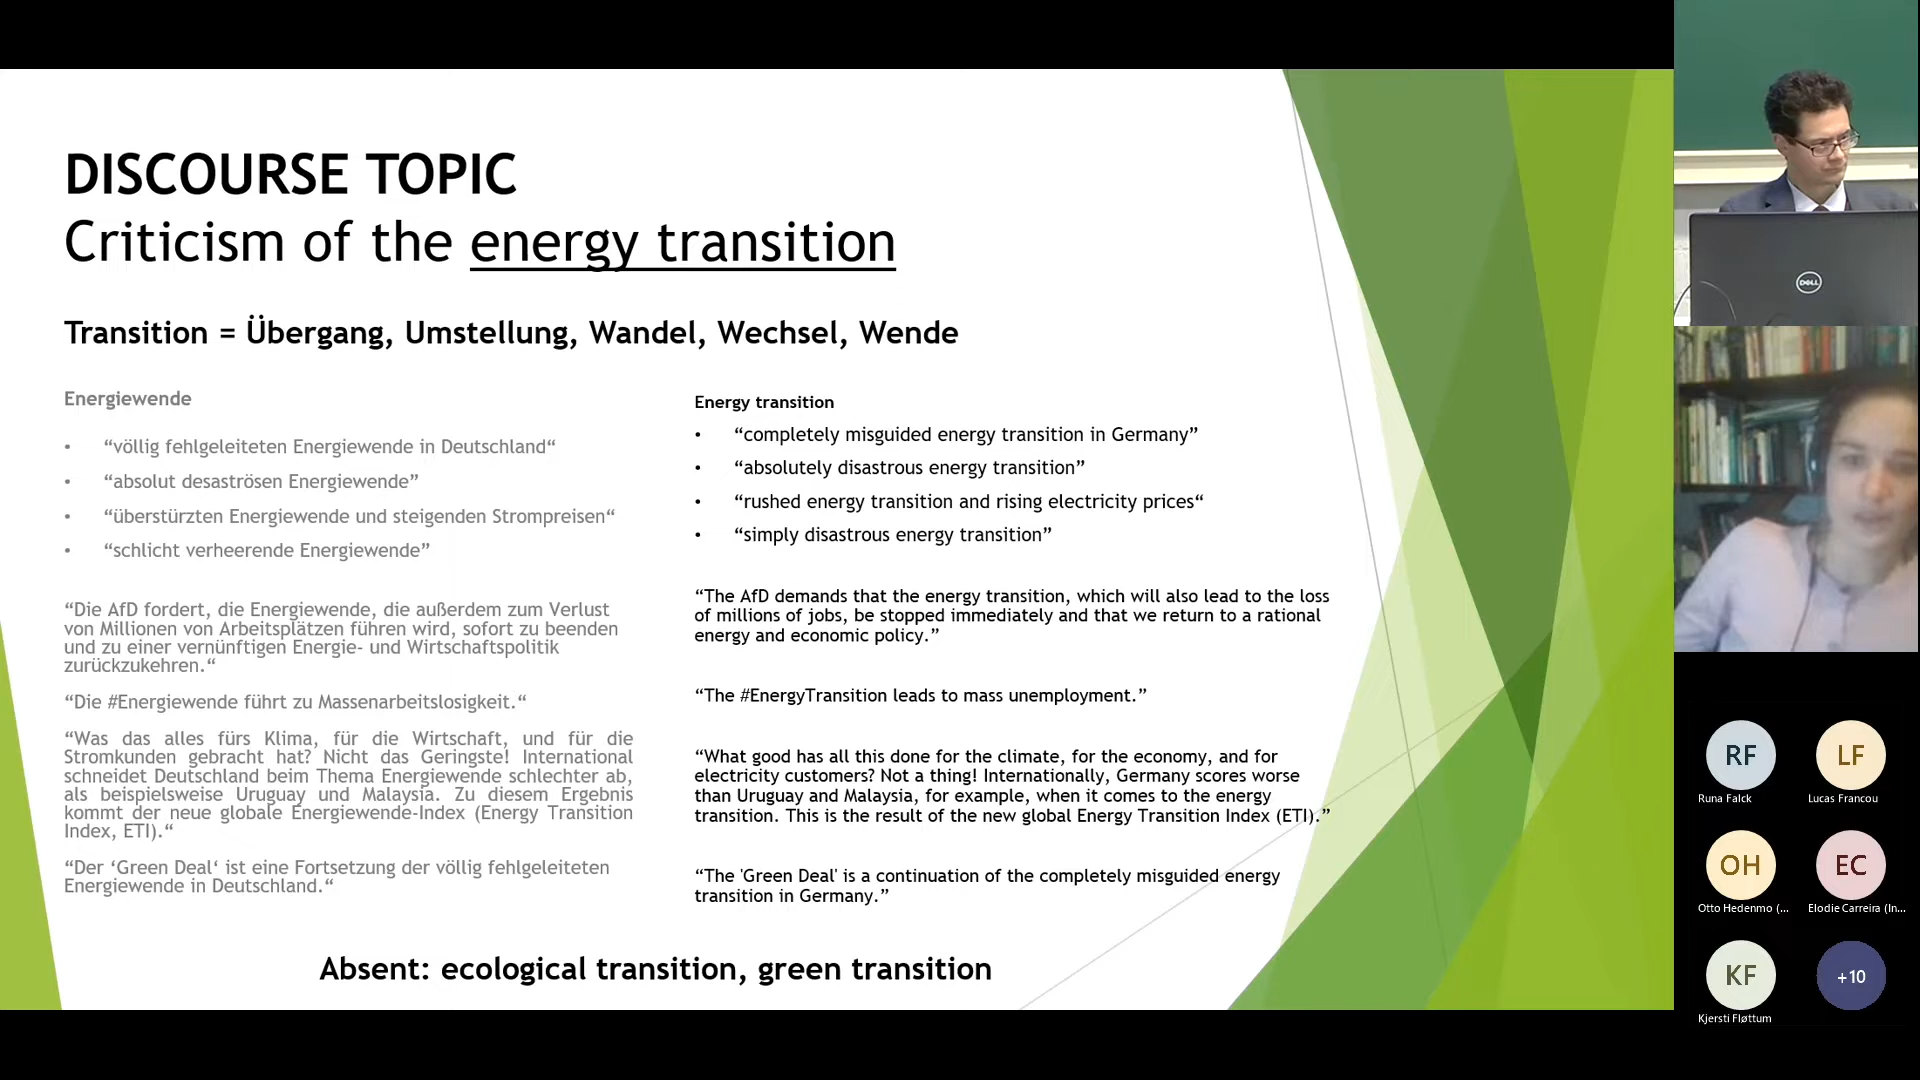 DISCOURSE TOPIC
Criticism of the energy transition
Transition = Übergang, Umstellung, Wandel, Wechsel, Wende
Energiewende
• “völlig fehlgeleiteten Energiewende in Deutschland“
• “absolut desaströsen Energiewende”
• “überstürzten Energiewende und steigenden Strompreisen“
• “schlicht verheerende Energiewende”
“Die AfD fordert, die Energiewende, die außerdem zum Verlust
von Millionen von Arbeitsplätzen führen wird, sofort zu beenden
und zu einer vernünftigen Energie- und Wirtschaftspolitik
zurückzukehren.“
“Die #Energiewende führt zu Massenarbeitslosigkeit.“
“Was das alles fürs Klima, für die Wirtschaft, und für die
Stromkunden gebracht hat? Nicht das Geringste! International
schneidet Deutschland beim Thema Energiewende schlechter ab,
als beispielsweise Uruguay und Malaysia. Zu diesem Ergebnis
kommt der neue globale Energiewende-Index (Energy Transition
Index, ETI).“
“Der ‘Green Deal‘ ist eine Fortsetzung der völlig fehlgeleiteten
Energiewende in Deutschland.“
Energy transition
• “completely misguided energy transition in Germany”
• “absolutely disastrous energy transition”
• “rushed energy transition and rising electricity prices“
• “simply disastrous energy transition”
“The AfD demands that the energy transition, which will also lead to the loss
of millions of jobs, be stopped immediately and that we return to a rational
energy and economic policy.”
“The #EnergyTransition leads to mass unemployment.”
“What good has all this done for the climate, for the economy, and for
electricity customers? Not a thing! Internationally, Germany scores worse
than Uruguay and Malaysia, for example, when it comes to the energy
transition. This is the result of the new global Energy Transition Index (ETI).”
“The 'Green Deal' is a continuation of the completely misguided energy
transition in Germany.”
Absent: ecological transition, green transition
DELL
RF
Runa Falck
LF
Lucas Francou
OH
Otto Hedenmo (...
EC
Elodie Carreira (In...
KF
Kjersti Fløttum
+10